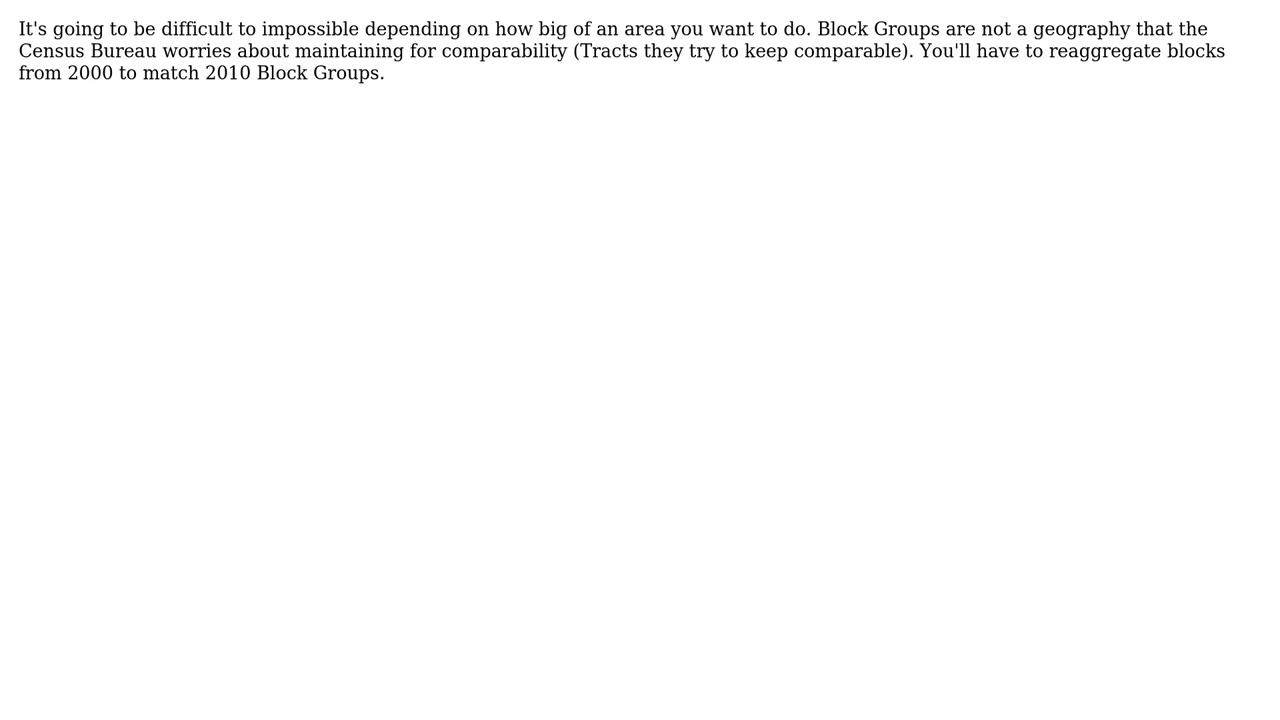 It's going to be difficult to impossible depending on how big of an area you want to do. Block Groups are not a geography that the
Census Bureau worries about maintaining for comparability (Tracts they try to keep comparable). You'll have to reaggregate blocks
from 2000 to match 2010 Block Groups.